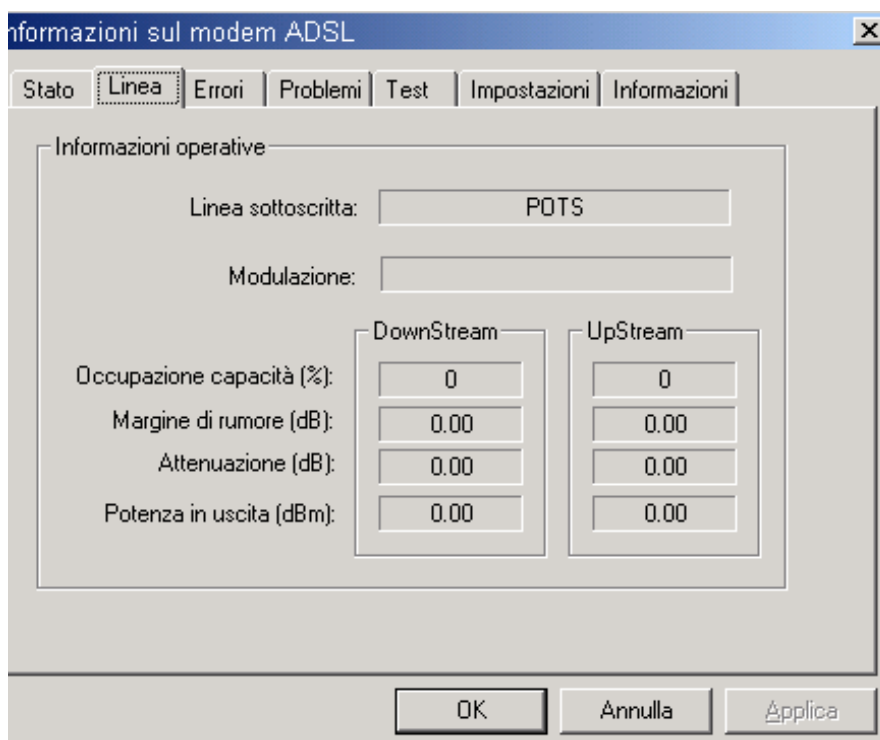 nformazioni sul modem ADSL
Stato Linea Errori Problemi Test Impostazioni Informazioni
Informazioni operative
Linea sottoscritta: POTS
Modulazione:
DownStream UpStream
Occupazione capacità (%): 0 0
Margine di rumore (dB): 0.00 0.00
Attenuazione (dB): 0.00 0.00
Potenza in uscita (dBm): 0.00 0.00
OK Annulla Applica